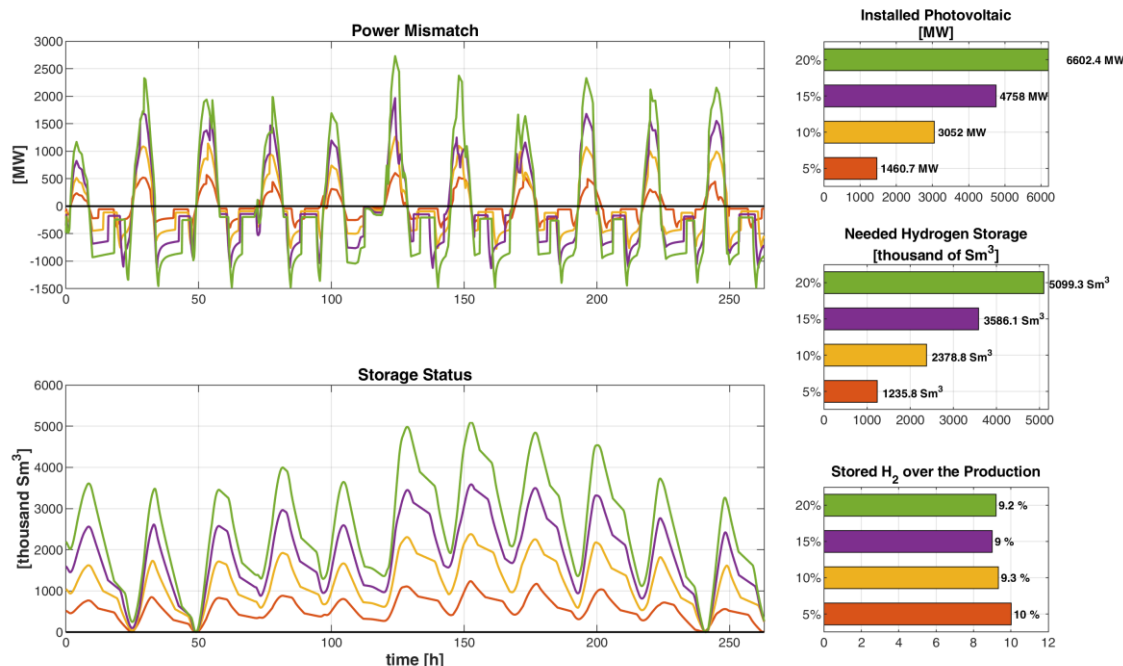 Power Mismatch
[MW]
3000
2500
2000
1500
1000
500
0
-500
-1000
-1500
0
50
100
150
200
250
Storage Status
[thousand Sm³]
6000
5000
4000
3000
2000
1000
0
0
50
100
150
200
250
time [h]
Installed Photovoltaic
[MW]
20%
6602.4 MW
15%
4758 MW
10%
3052 MW
5%
1460.7 MW
0 1000 2000 3000 4000 5000 6000
Needed Hydrogen Storage
[thousand of Sm³]
20%
5099.3 Sm³
15%
3586.1 Sm³
10%
2378.8 Sm³
5%
1235.8 Sm³
0 1000 2000 3000 4000 5000
Stored H₂ over the Production
20%
9.2 %
15%
9 %
10%
9.3 %
5%
10 %
0 2 4 6 8 10 12